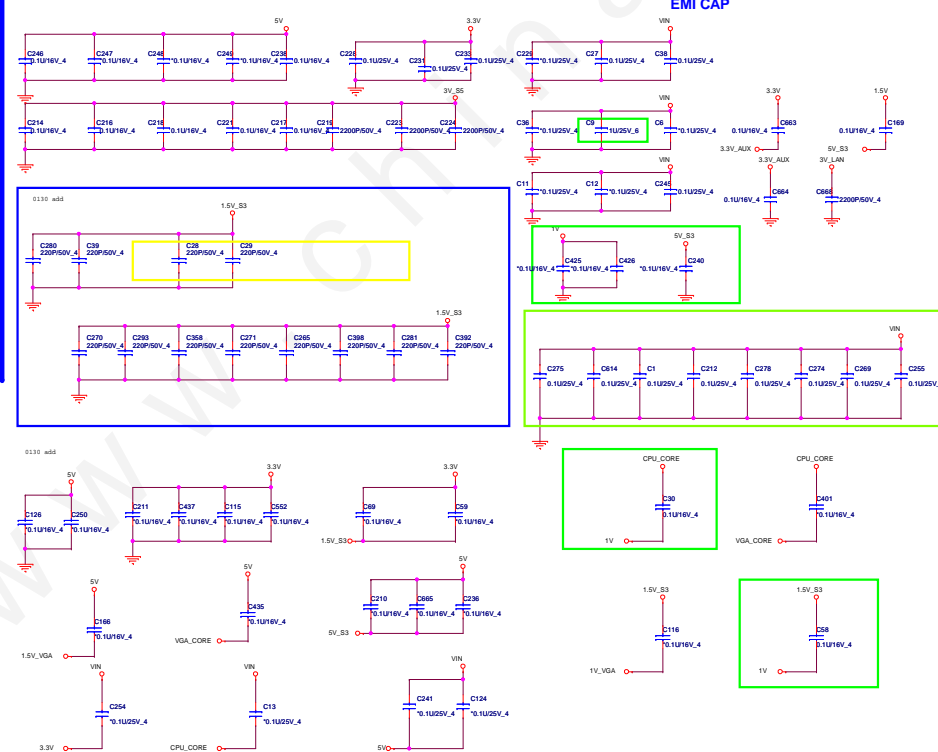 EMI CAP
5V
C246
0.1U/16V_4
C247
0.1U/16V_4
C248
*0.1U/16V_4
C249
*0.1U/16V_4
C238
0.1U/16V_4
3.3V
C228
0.1U/25V_4
C231
0.1U/25V_4
C233
0.1U/25V_4
VIN
C229
*0.1U/25V_4
C27
0.1U/25V_4
C38
0.1U/25V_4
3V_S5
C214
0.1U/16V_4
C216
0.1U/16V_4
C218
0.1U/16V_4
C221
0.1U/16V_4
C217
0.1U/16V_4
C219
2200P/50V_4
C223
2200P/50V_4
C224
2200P/50V_4
VIN
C36
*0.1U/25V_4
C9
1U/25V_6
C6
*0.1U/25V_4
3.3V
C663
0.1U/16V_4
3.3V_AUX
1.5V
C169
0.1U/16V_4
5V_S3
VIN
C11
*0.1U/25V_4
C12
*0.1U/25V_4
C245
0.1U/25V_4
3.3V_AUX
C664
0.1U/16V_4
3V_LAN
C668
2200P/50V_4
0130 add
1.5V_S3
C280
220P/50V_4
C39
220P/50V_4
C28
220P/50V_4
C29
220P/50V_4
1V
C425
*0.1U/16V_4
C426
*0.1U/16V_4
5V_S3
C240
*0.1U/16V_4
1.5V_S3
C270
220P/50V_4
C293
220P/50V_4
C358
220P/50V_4
C271
220P/50V_4
C265
220P/50V_4
C398
220P/50V_4
C281
220P/50V_4
C392
220P/50V_4
VIN
C275
0.1U/25V_4
C614
0.1U/25V_4
C1
0.1U/25V_4
C212
0.1U/25V_4
C278
0.1U/25V_4
C274
0.1U/25V_4
C269
0.1U/25V_4
C255
0.1U/25V_
0130 add
5V
C126
*0.1U/16V_4
C250
*0.1U/16V_4
3.3V
C211
*0.1U/16V_4
C437
*0.1U/16V_4
C115
*0.1U/16V_4
C552
*0.1U/16V_4
3.3V
C69
*0.1U/16V_4
C59
*0.1U/16V_4
1.5V_S3
CPU_CORE
C30
0.1U/16V_4
1V
CPU_CORE
C401
*0.1U/16V_4
VGA_CORE
5V
C166
*0.1U/16V_4
1.5V_VGA
5V
C435
*0.1U/16V_4
VGA_CORE
5V
C210
*0.1U/16V_4
C665
*0.1U/16V_4
C236
*0.1U/16V_4
5V_S3
1.5V_S3
C116
*0.1U/16V_4
1V_VGA
1.5V_S3
C58
0.1U/16V_4
1V
VIN
C254
*0.1U/25V_4
3.3V
VIN
C13
*0.1U/25V_4
CPU_CORE
VIN
C241
*0.1U/25V_4
C124
*0.1U/25V_4
5V
www.china